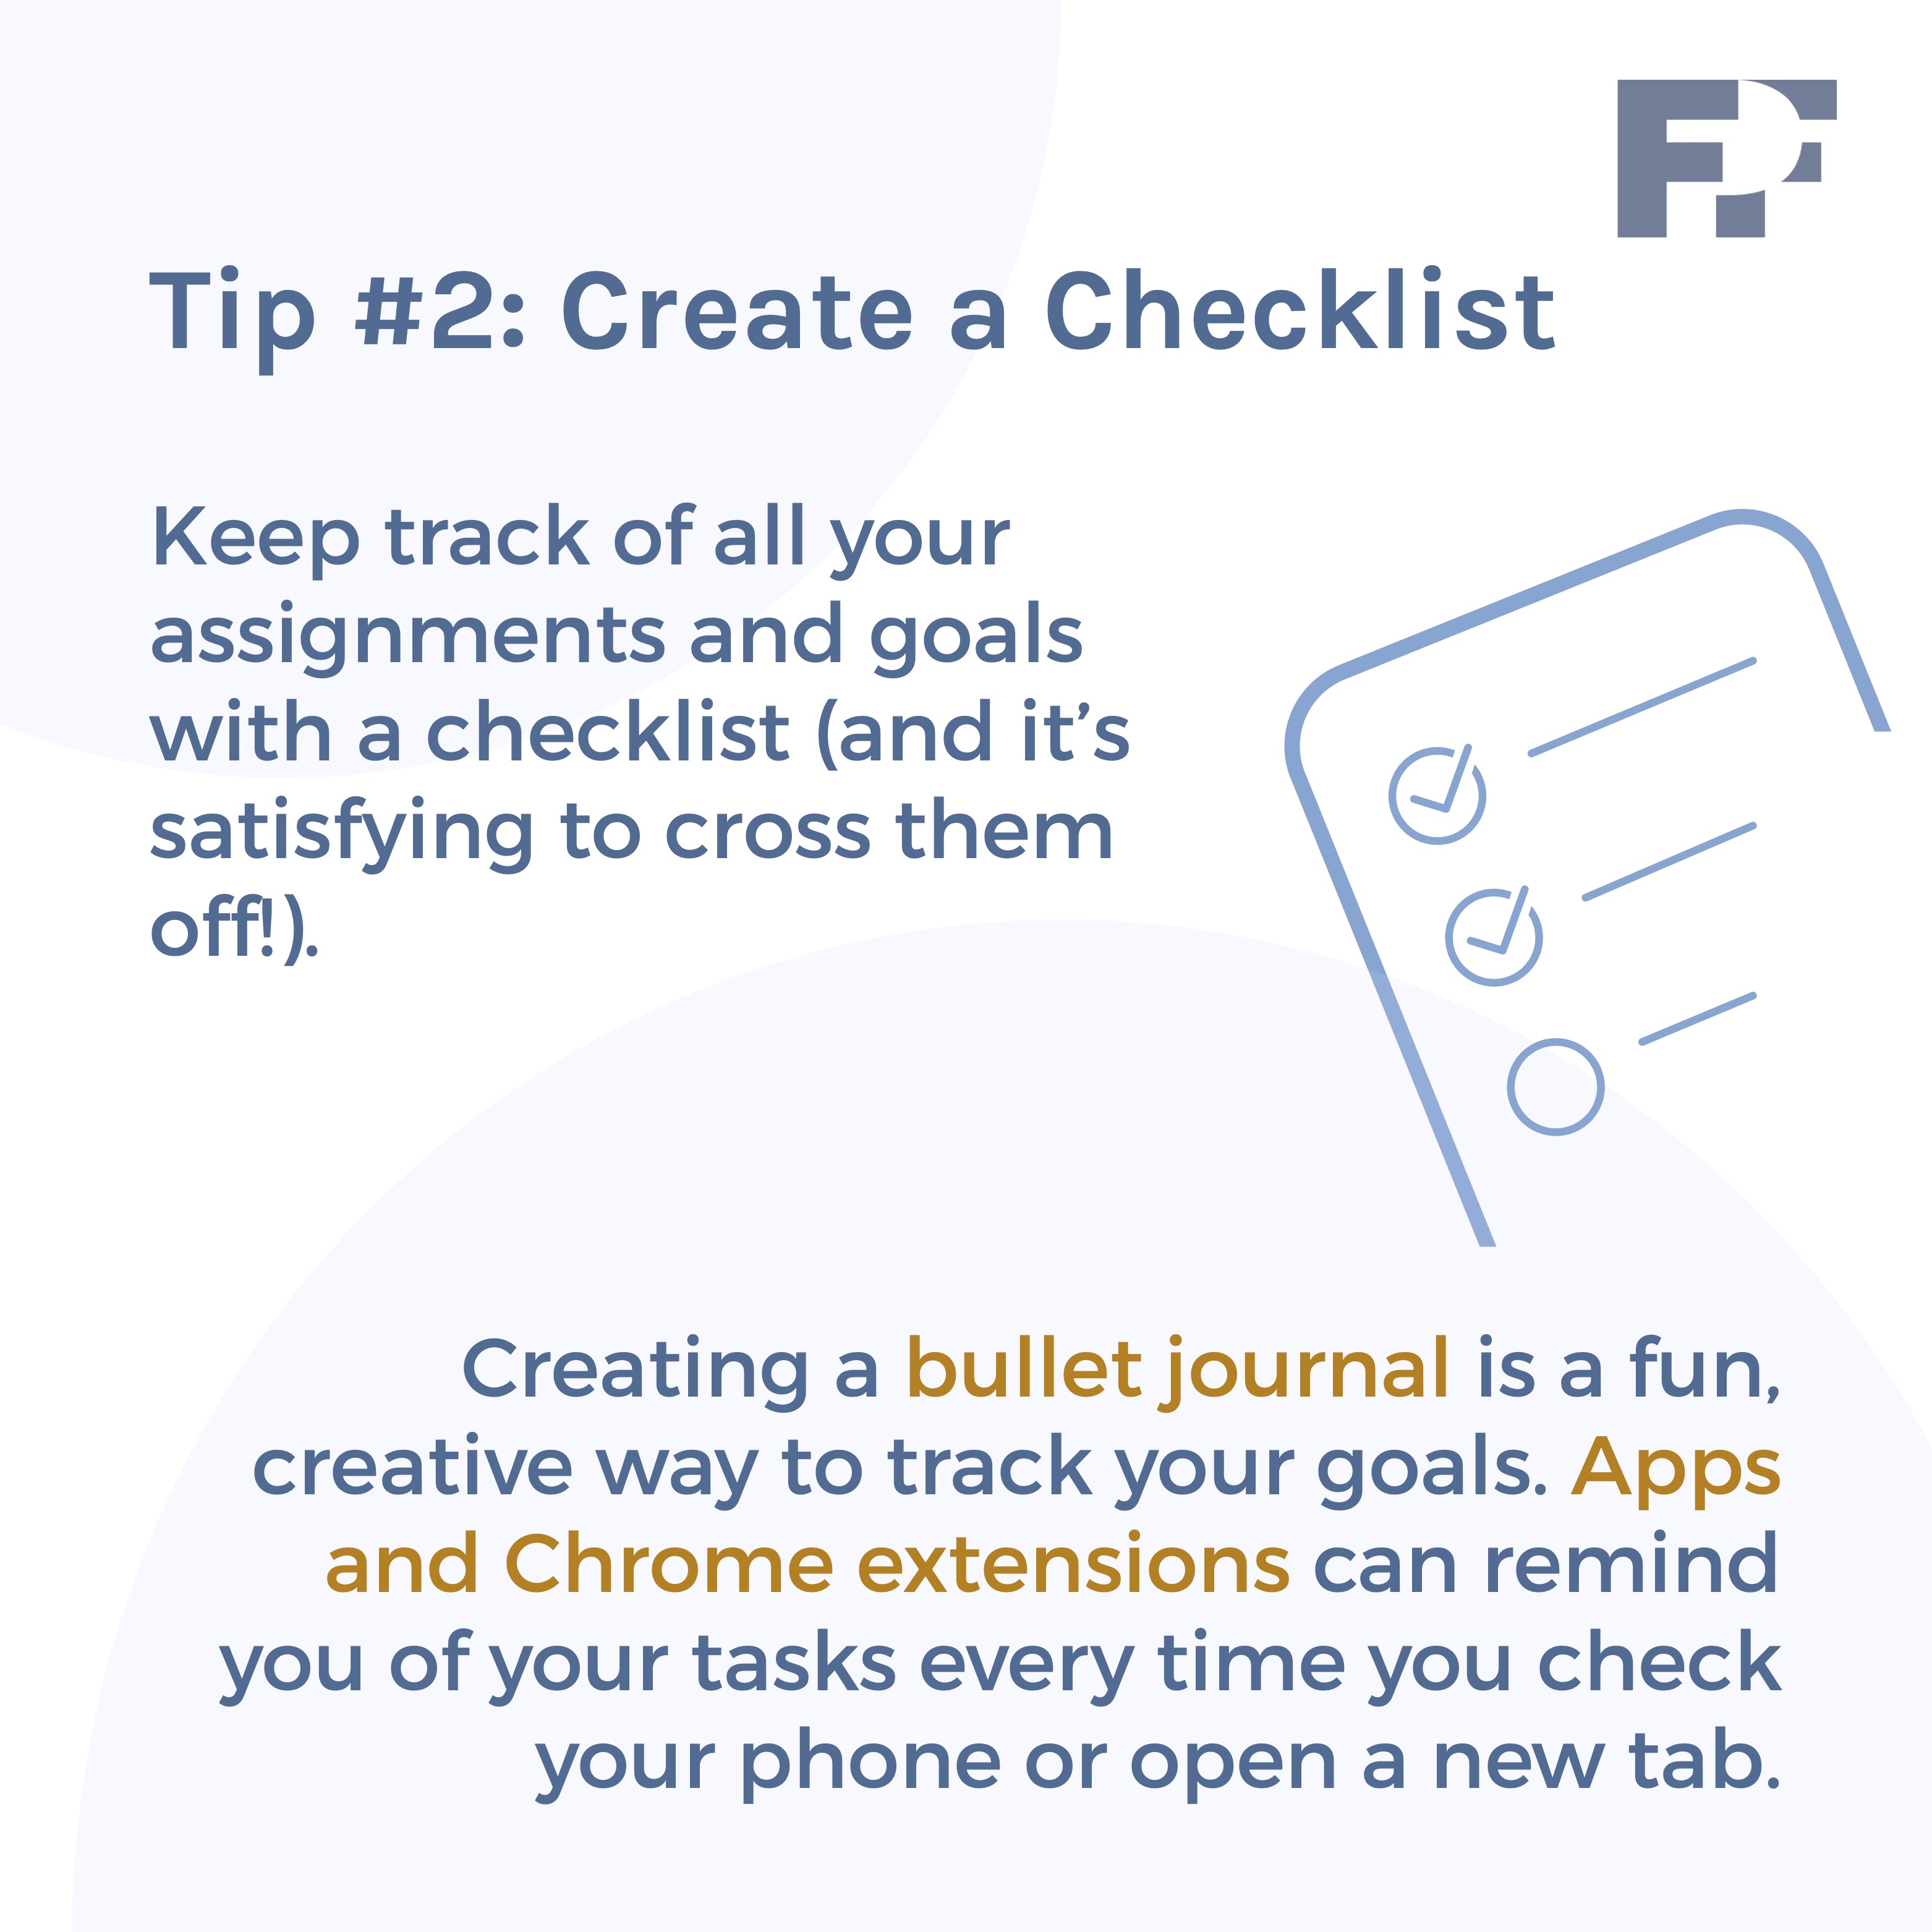 Tip #2: Create a Checklist
Keep track of all your
assignments and goals
with a checklist (and it’s
satisfying to cross them
off!).
Creating a bullet journal is a fun,
creative way to track your goals. Apps
and Chrome extensions can remind
you of your tasks every time you check
your phone or open a new tab.